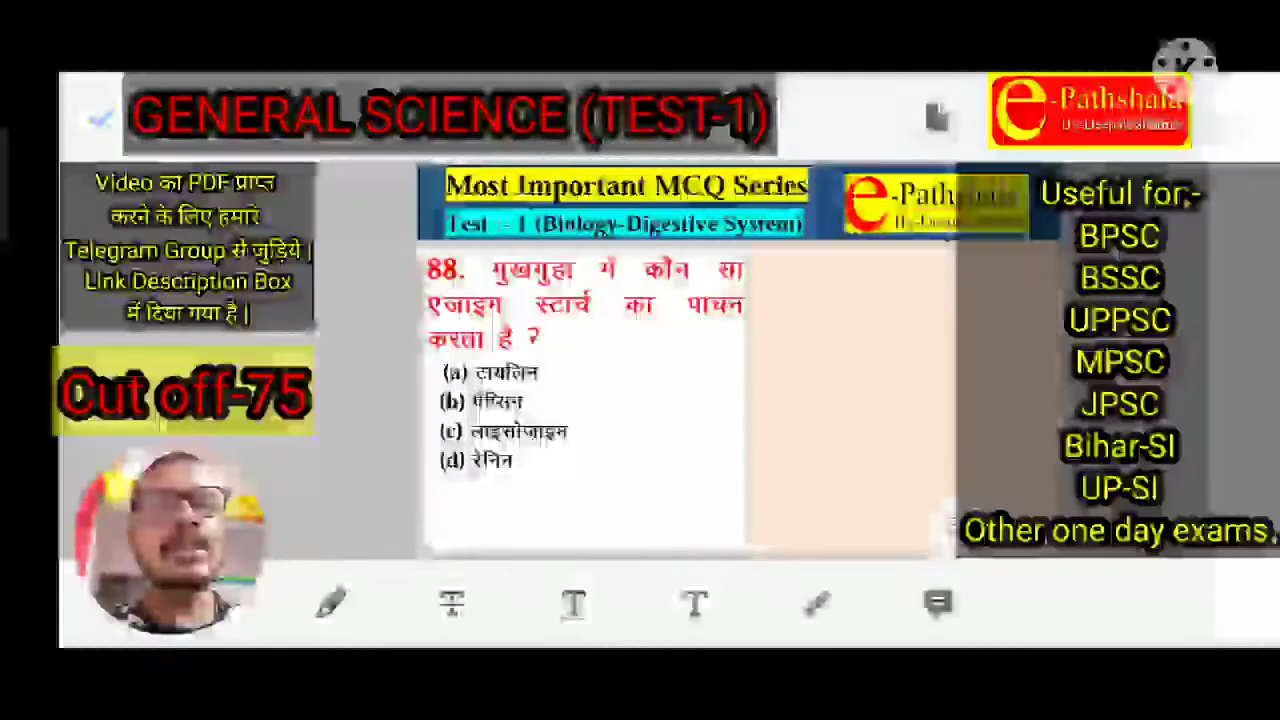 GENERAL SCIENCE (TEST-1)
e-Pathshala
Video का PDF प्राप्त
करने के लिए हमारे
Telegram Group से जुड़िये |
Link Description Box
में दिया गया है |
Cut off-75
Most Important MCQ Series
Test - 1 (Biology-Digestive System)
e-Pathshala
88. मुखगुहा में कौन सा
एंजाइम स्टार्च का पाचन
करता है ?
(a) टायलिन
(b) पेप्सिन
(c) लाइसोजाइम
(d) रेनिन
Useful for:-
BPSC
BSSC
UPPSC
MPSC
JPSC
Bihar-SI
UP-SI
Other one day exams.